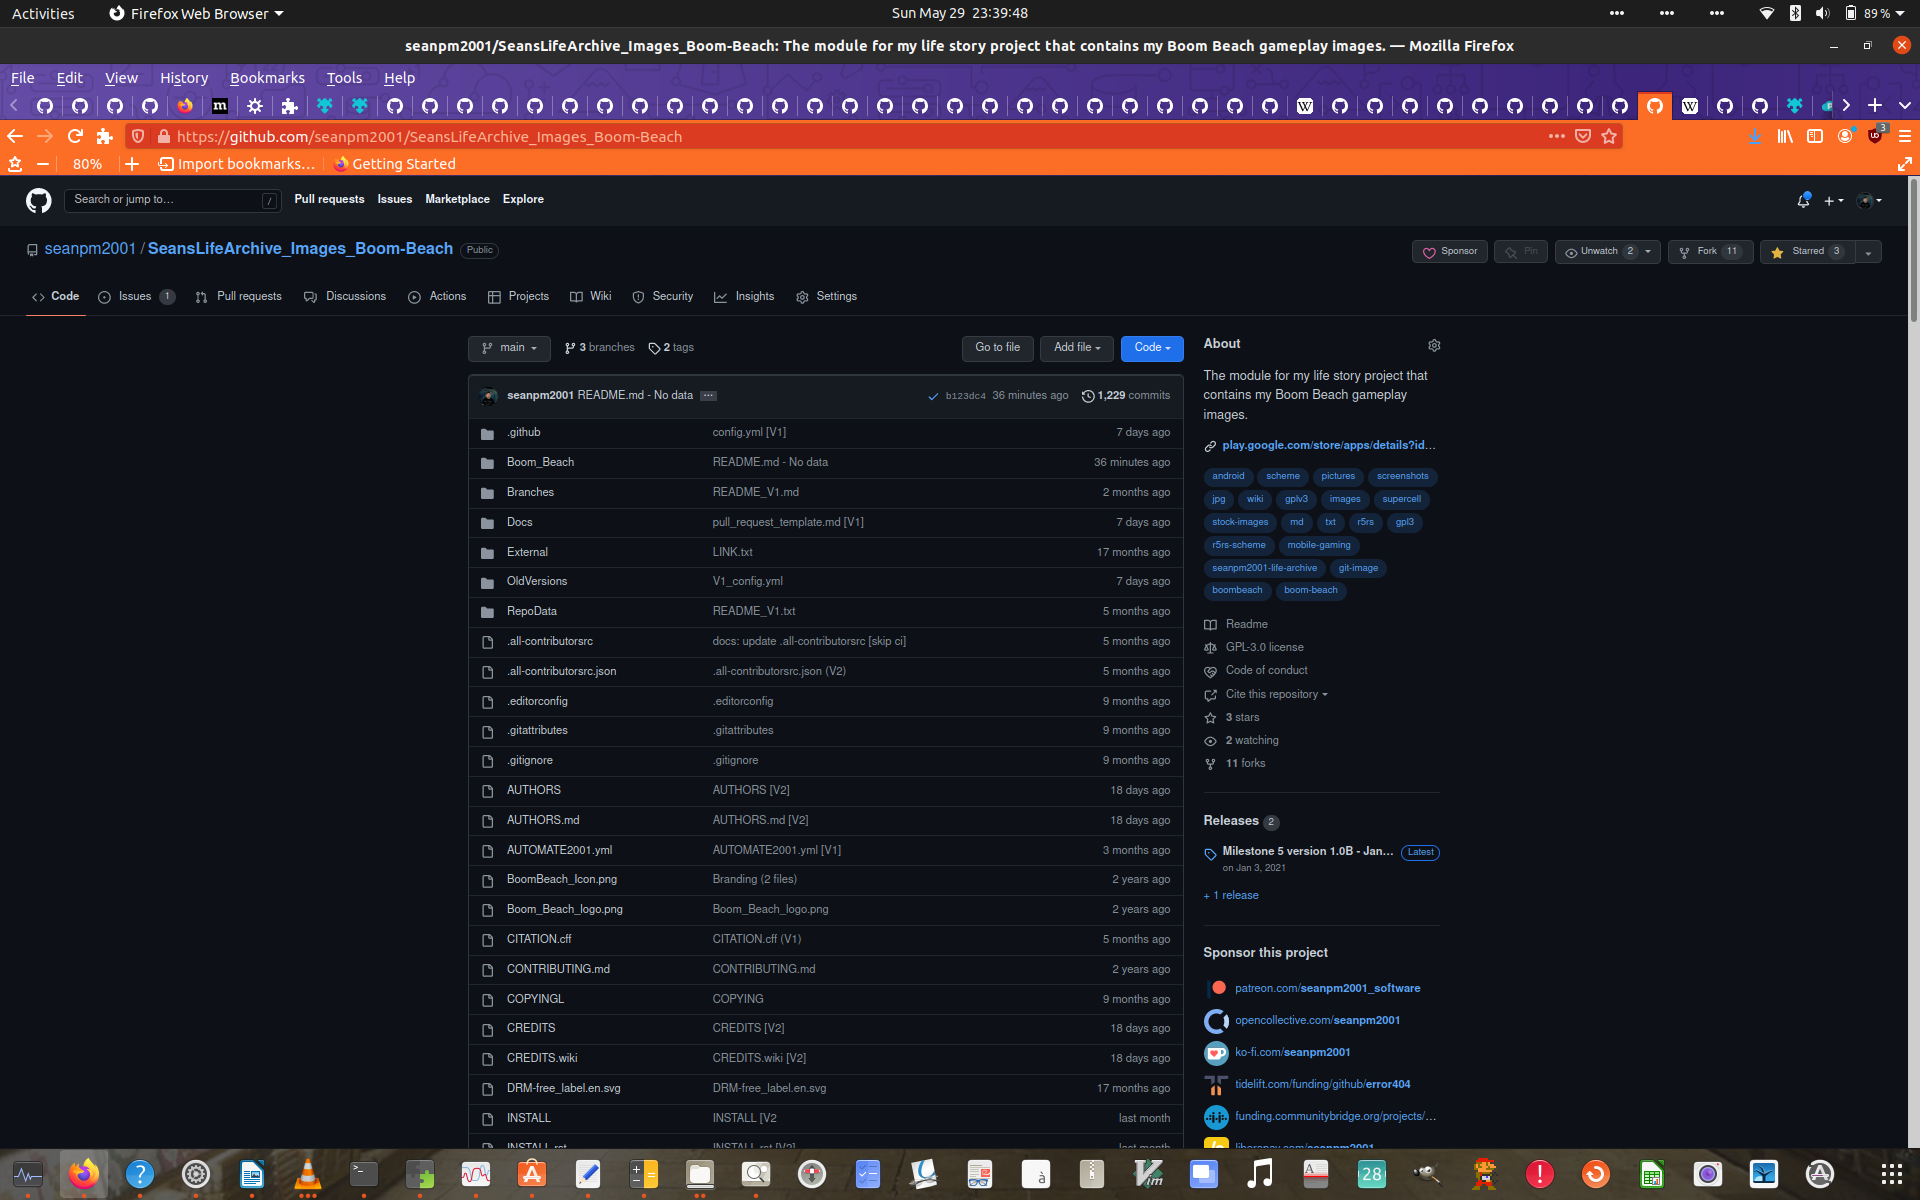 Activities Firefox Web Browser Sun May 29 23:39:48 89 %
seanpm2001/SeansLifeArchive_Images_Boom-Beach: The module for my life story project that contains my Boom Beach gameplay images. — Mozilla Firefox
File Edit View History Bookmarks Tools Help
https://github.com/seanpm2001/SeansLifeArchive_Images_Boom-Beach 3
80% Import bookmarks... Getting Started
Search or jump to... / Pull requests Issues Marketplace Explore
seanpm2001 / SeansLifeArchive_Images_Boom-Beach Public Sponsor Pin Unwatch 2 Fork 11 Starred 3
Code Issues 1 Pull requests Discussions Actions Projects Wiki Security Insights Settings
main 3 branches 2 tags Go to file Add file Code
seanpm2001 README.md - No data ... b123dc4 36 minutes ago 1,229 commits
.github config.yml [V1] 7 days ago
Boom_Beach README.md - No data 36 minutes ago
Branches README_V1.md 2 months ago
Docs pull_request_template.md [V1] 7 days ago
External LINK.txt 17 months ago
OldVersions V1_config.yml 7 days ago
RepoData README_V1.txt 5 months ago
.all-contributorsrc docs: update .all-contributorsrc [skip ci] 5 months ago
.all-contributorsrc.json .all-contributorsrc.json (V2) 5 months ago
.editorconfig .editorconfig 9 months ago
.gitattributes .gitattributes 9 months ago
.gitignore .gitignore 9 months ago
AUTHORS AUTHORS [V2] 18 days ago
AUTHORS.md AUTHORS.md [V2] 18 days ago
AUTOMATE2001.yml AUTOMATE2001.yml [V1] 3 months ago
BoomBeach_Icon.png Branding (2 files) 2 years ago
Boom_Beach_logo.png Boom_Beach_logo.png 2 years ago
CITATION.cff CITATION.cff (V1) 5 months ago
CONTRIBUTING.md CONTRIBUTING.md 2 years ago
COPYINGL COPYING 9 months ago
CREDITS CREDITS [V2] 18 days ago
CREDITS.wiki CREDITS.wiki [V2] 18 days ago
DRM-free_label.en.svg DRM-free_label.en.svg 17 months ago
INSTALL INSTALL [V2 last month
INSTALL.rst INSTALL.rst [V2] last month
About
The module for my life story project that
contains my Boom Beach gameplay
images.
play.google.com/store/apps/details?id...
android scheme pictures screenshots
jpg wiki gplv3 images supercell
stock-images md txt r5rs gpl3
r5rs-scheme mobile-gaming
seanpm2001-life-archive git-image
boombeach boom-beach
Readme
GPL-3.0 license
Code of conduct
Cite this repository
3 stars
2 watching
11 forks
Releases 2
Milestone 5 version 1.0B - Jan... Latest
on Jan 3, 2021
+ 1 release
Sponsor this project
patreon.com/seanpm2001_software
opencollective.com/seanpm2001
ko-fi.com/seanpm2001
tidelift.com/funding/github/error404
funding.communitybridge.org/projects/...
liberapay.com/seanpm2001
28